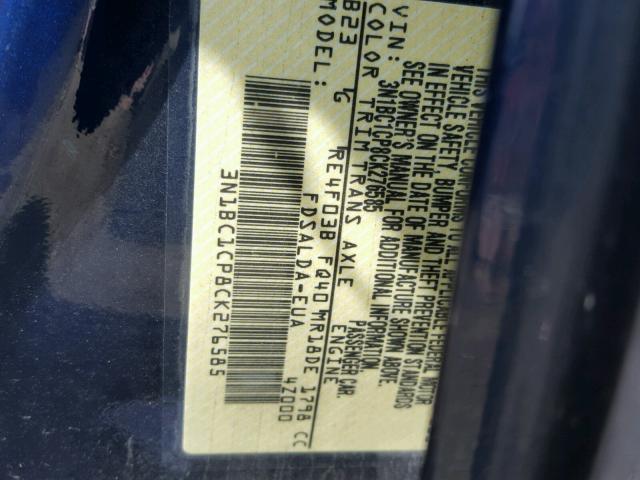 THIS VEHICLE CONFORMS TO ALL APPLICABLE FEDERAL MOTOR
VEHICLE SAFETY, BUMPER AND THEFT PREVENTION STANDARDS
IN EFFECT ON THE DATE OF MANUFACTURE SHOWN ABOVE.
SEE OWNER'S MANUAL FOR ADDITIONAL INFORMATION.
VIN: 3N1BC1CP8CK276585 PASSENGER CAR.
COLOR TRIM TRANS AXLE ENGINE
B23 G RE4F03B FQ40 MR18DE 1798 CC
MODEL: FDSALDA-EUA 4Z000
3N1BC1CP8CK276585